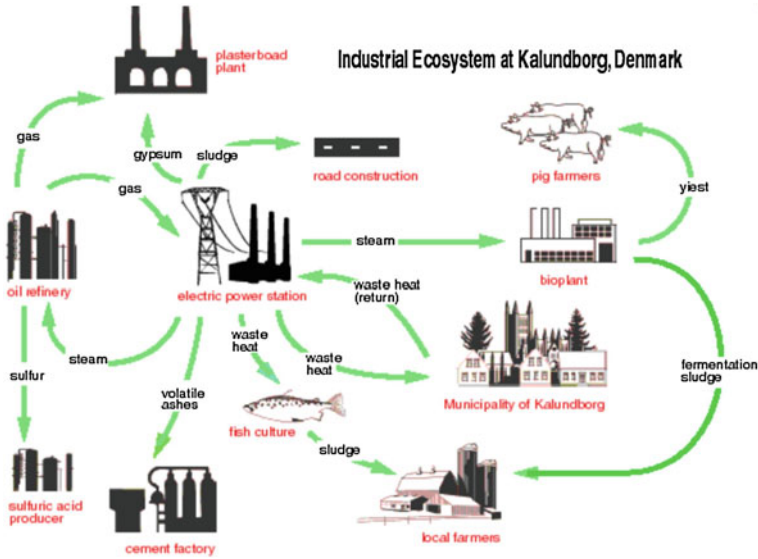 Industrial Ecosystem at Kalundborg, Denmark
plasterboad
plant
gas
gypsum
sludge
road construction
pig farmers
gas
yiest
steam
bioplant
oil refinery
electric power station
waste heat
(return)
steam
waste
heat
waste
heat
fermentation
sludge
sulfur
volatile
ashes
Municipality of Kalundborg
fish culture
sludge
sulfuric acid
producer
cement factory
local farmers